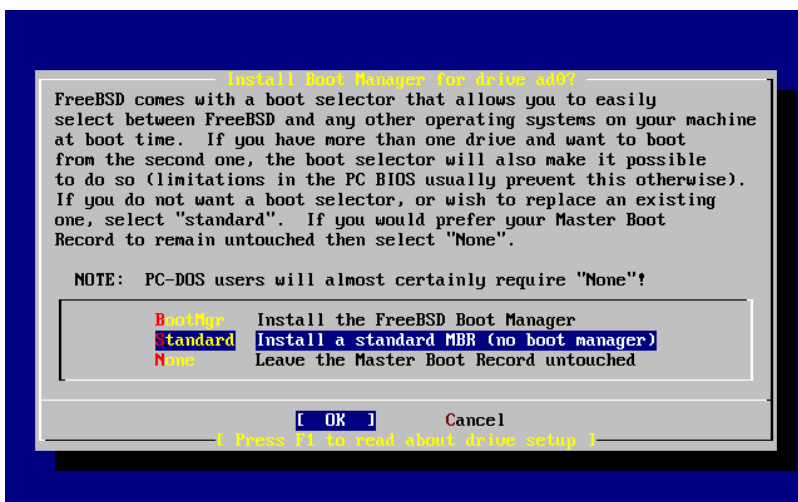 Install Boot Manager for drive ad0?
FreeBSD comes with a boot selector that allows you to easily
select between FreeBSD and any other operating systems on your machine
at boot time.  If you have more than one drive and want to boot
from the second one, the boot selector will also make it possible
to do so (limitations in the PC BIOS usually prevent this otherwise).
If you do not want a boot selector, or wish to replace an existing
one, select "standard".  If you would prefer your Master Boot
Record to remain untouched then select "None".
NOTE:  PC-DOS users will almost certainly require "None"!
BootMgr   Install the FreeBSD Boot Manager
Standard  Install a standard MBR (no boot manager)
None      Leave the Master Boot Record untouched
[  OK  ]     Cancel
[ Press F1 to read about drive setup ]